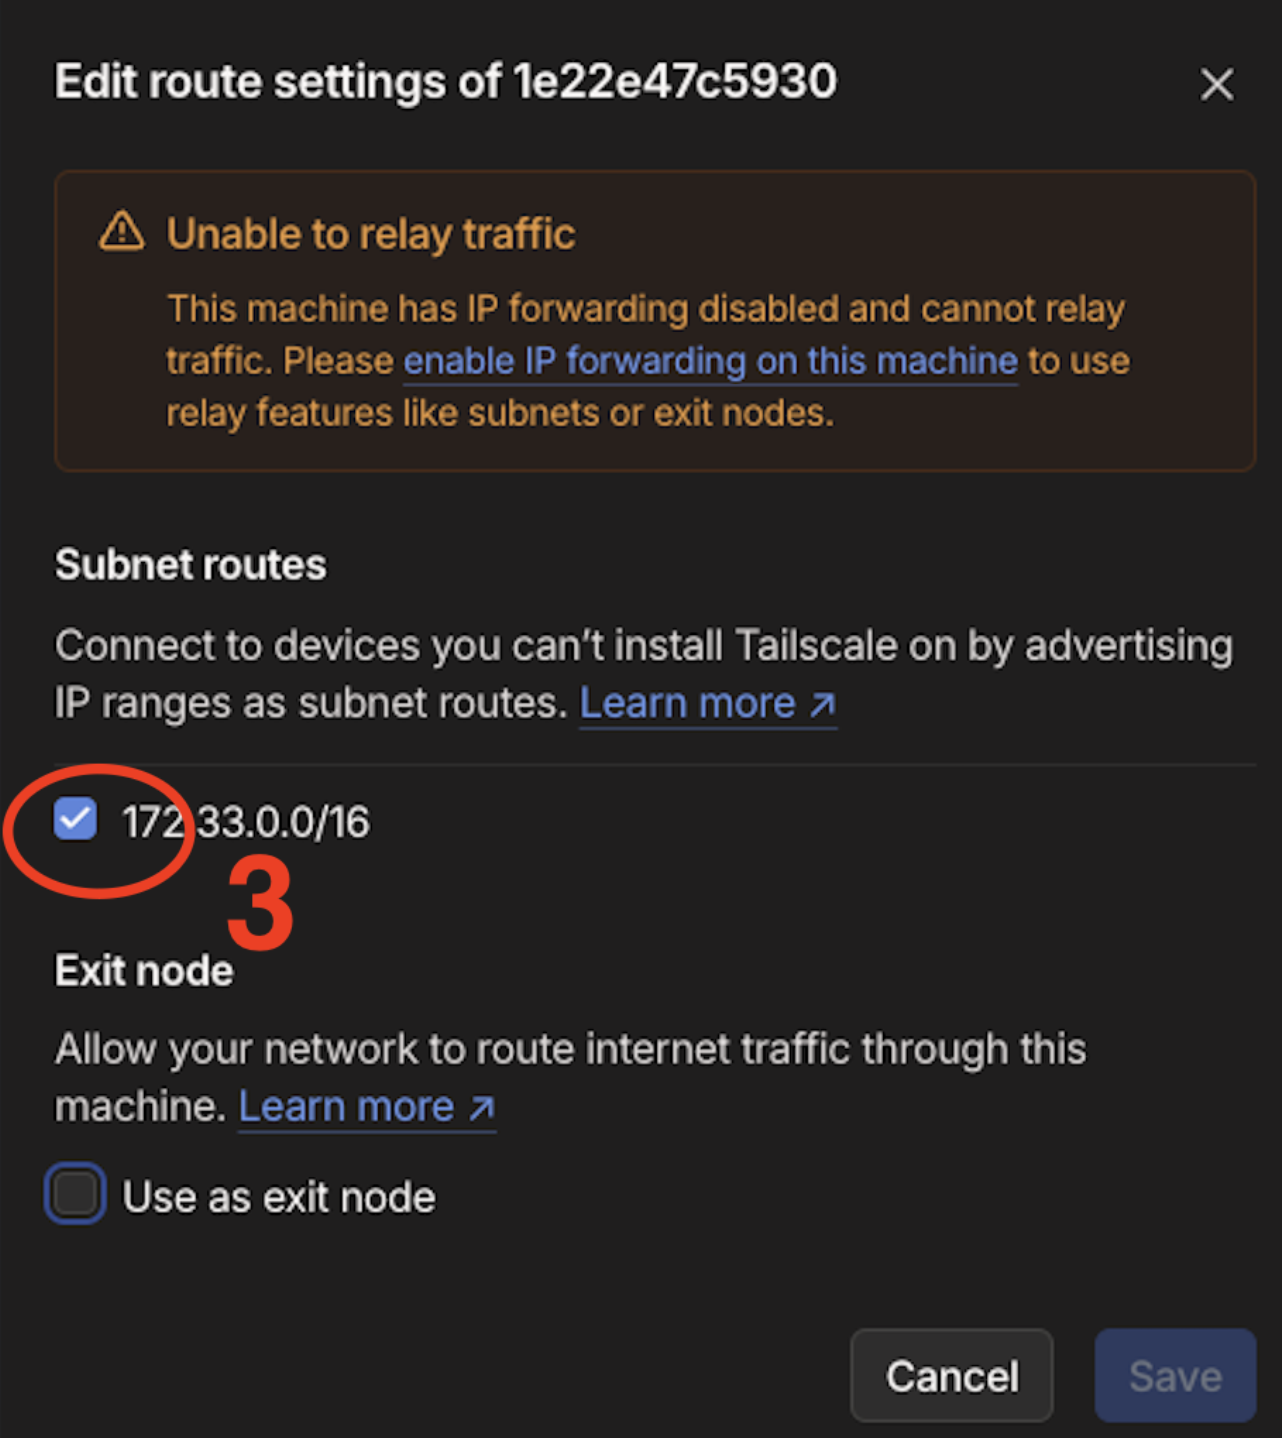 Edit route settings of 1e22e47c5930
Unable to relay traffic
This machine has IP forwarding disabled and cannot relay
traffic. Please enable IP forwarding on this machine to use
relay features like subnets or exit nodes.
Subnet routes
Connect to devices you can’t install Tailscale on by advertising
IP ranges as subnet routes. Learn more ↗
172.33.0.0/16
3
Exit node
Allow your network to route internet traffic through this
machine. Learn more ↗
Use as exit node
Cancel
Save